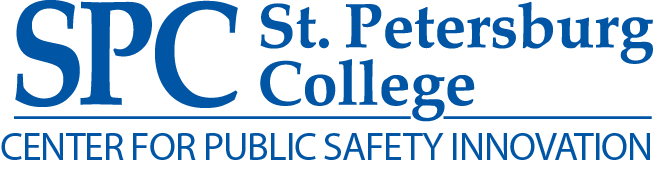 SPC St. Petersburg
College
CENTER FOR PUBLIC SAFETY INNOVATION